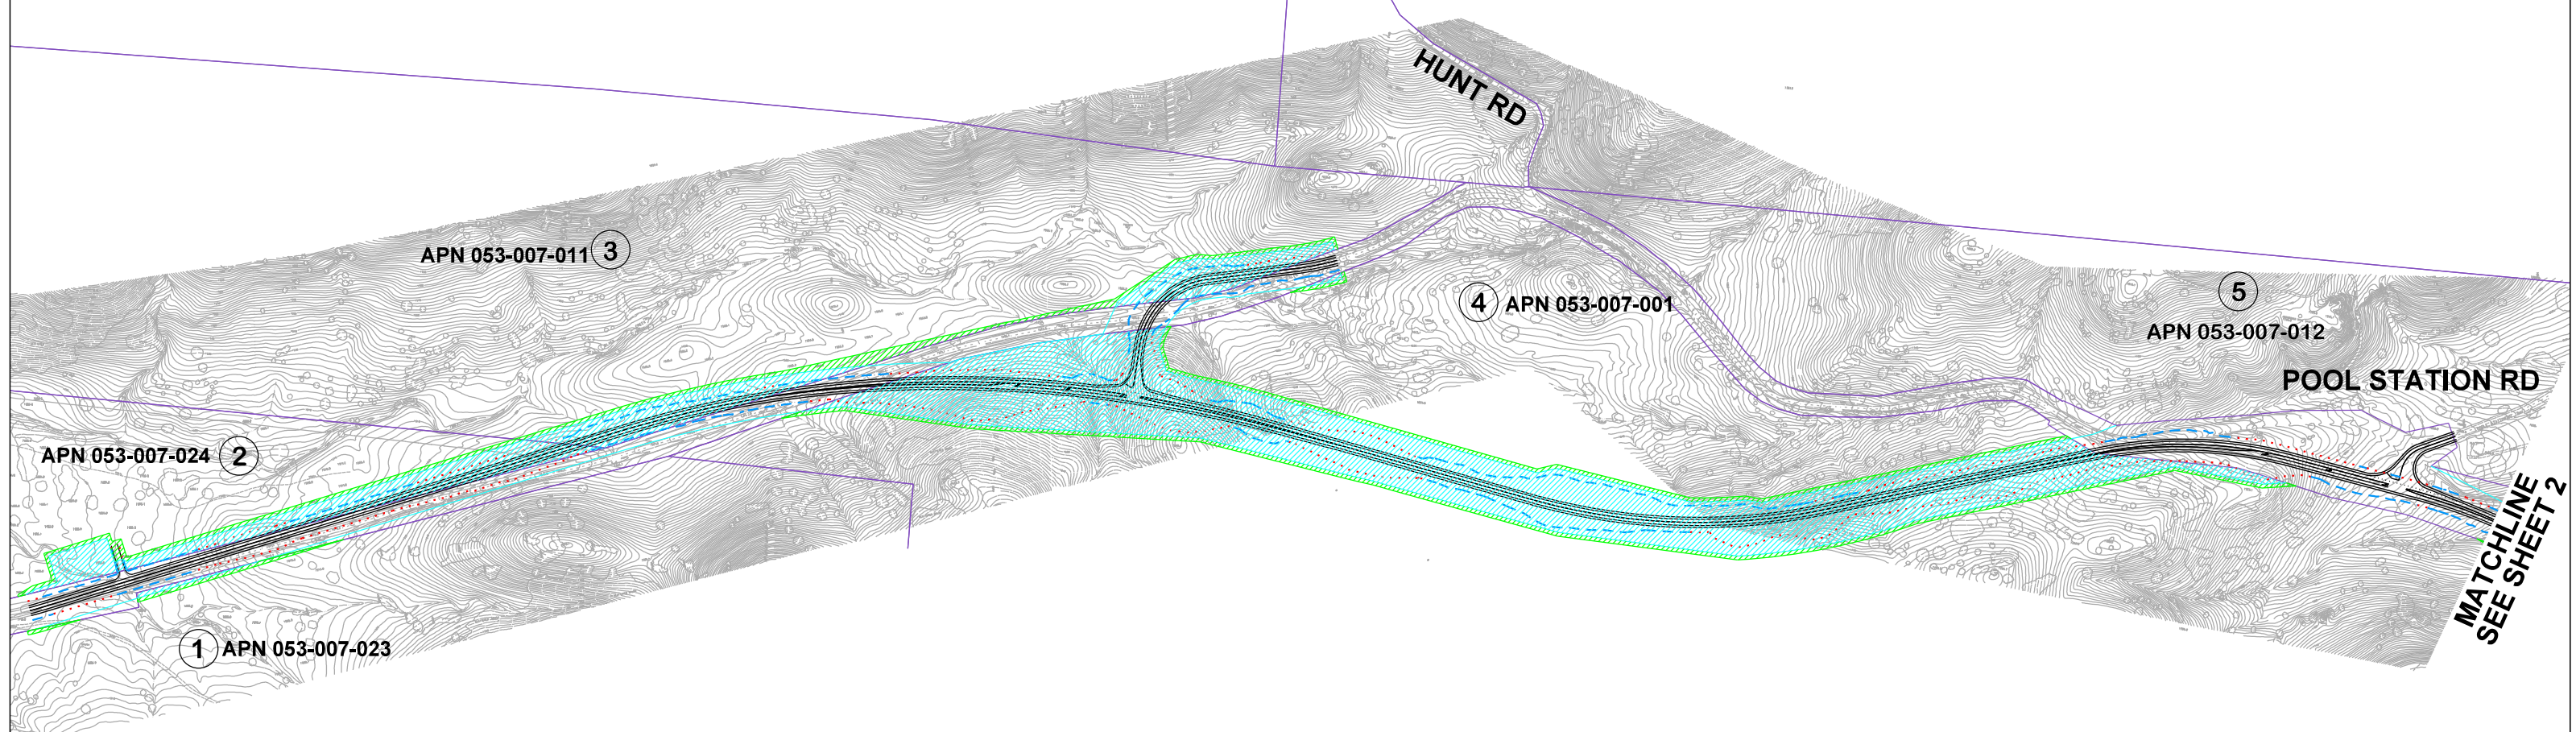 HUNT RD
APN 053-007-011 3
4 APN 053-007-001
5
APN 053-007-012
POOL STATION RD
APN 053-007-024 2
MATCHLINE
SEE SHEET 2
1 APN 053-007-023